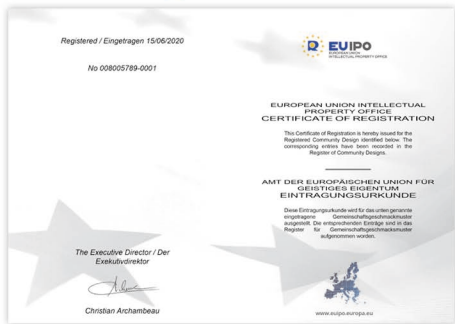 Registered / Eingetragen 15/06/2020
No 008005789-0001
The Executive Director / Der
Exekutivdirektor
Christian Archambeau
EUIPO
EUROPEAN UNION
INTELLECTUAL PROPERTY OFFICE
EUROPEAN UNION INTELLECTUAL
PROPERTY OFFICE
CERTIFICATE OF REGISTRATION
This Certificate of Registration is hereby issued for the
Registered Community Design identified below. The
corresponding entries have been recorded in the
Register of Community Designs.
AMT DER EUROPÄISCHEN UNION FÜR
GEISTIGES EIGENTUM
EINTRAGUNGSURKUNDE
Diese Eintragungsurkunde wird für das unten genannte
eingetragene Gemeinschaftsgeschmackmuster
ausgestellt. Die entsprechenden Einträge sind in das
Register für Gemeinschaftsgeschmacksmuster
aufgenommen worden.
www.euipo.europa.eu